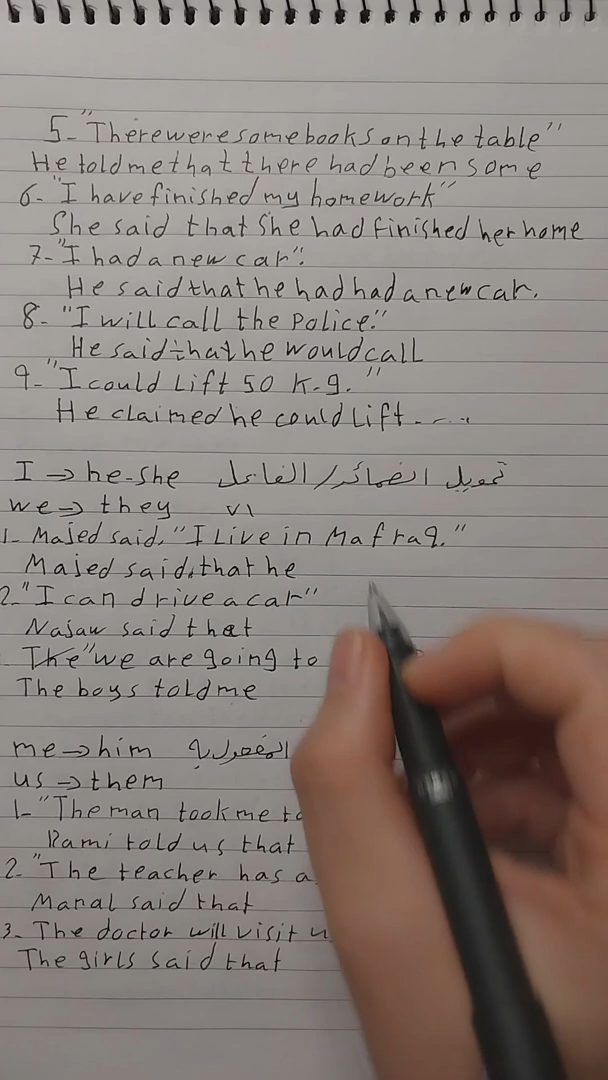 5- "There were some books on the table"
He told me that there had been some
6- "I have finished my homework"
She said that she had finished her home
7- "I had a new car".
He said that he had had a new car.
8- "I will call the police."
He said that he would call
9- "I could lift 50 K.g."
He claimed he could lift ....
I → he-she تحويل الضمائر / الفاعل
we → they
1- Majed said, "I Live in Mafraq."
Majed said, that he
2- "I can drive a car"
Najaw said that
"we are going to
The boys told me
me → him المفعول به
us → them
1- "The man took me to
Rami told us that
2- "The teacher has a
Manal said that
3- The doctor will visit u
The girls said that